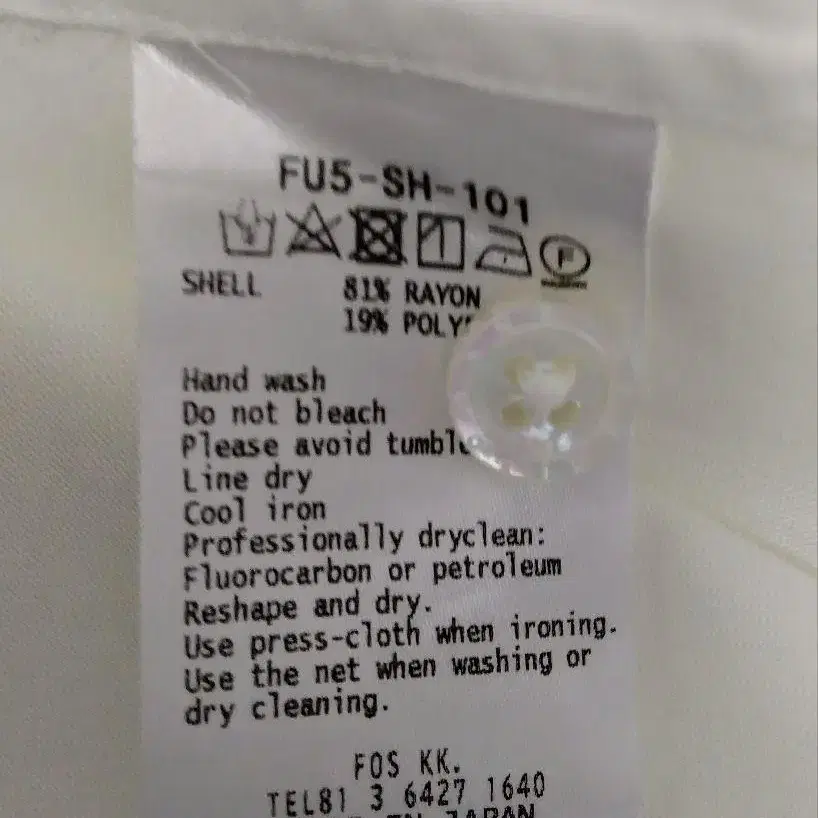 FU5-SH-101
F
SHELL 81% RAYON
19% POLY
Hand wash
Do not bleach
Please avoid
Line dry
Cool iron
Professionally dryclean:
Fluorocarbon or petroleum
Reshape and dry.
Use press-cloth when ironing.
Use the net when washing or
dry cleaning.
FOS KK.
TEL81 3 6427 1640
IN JAPAN